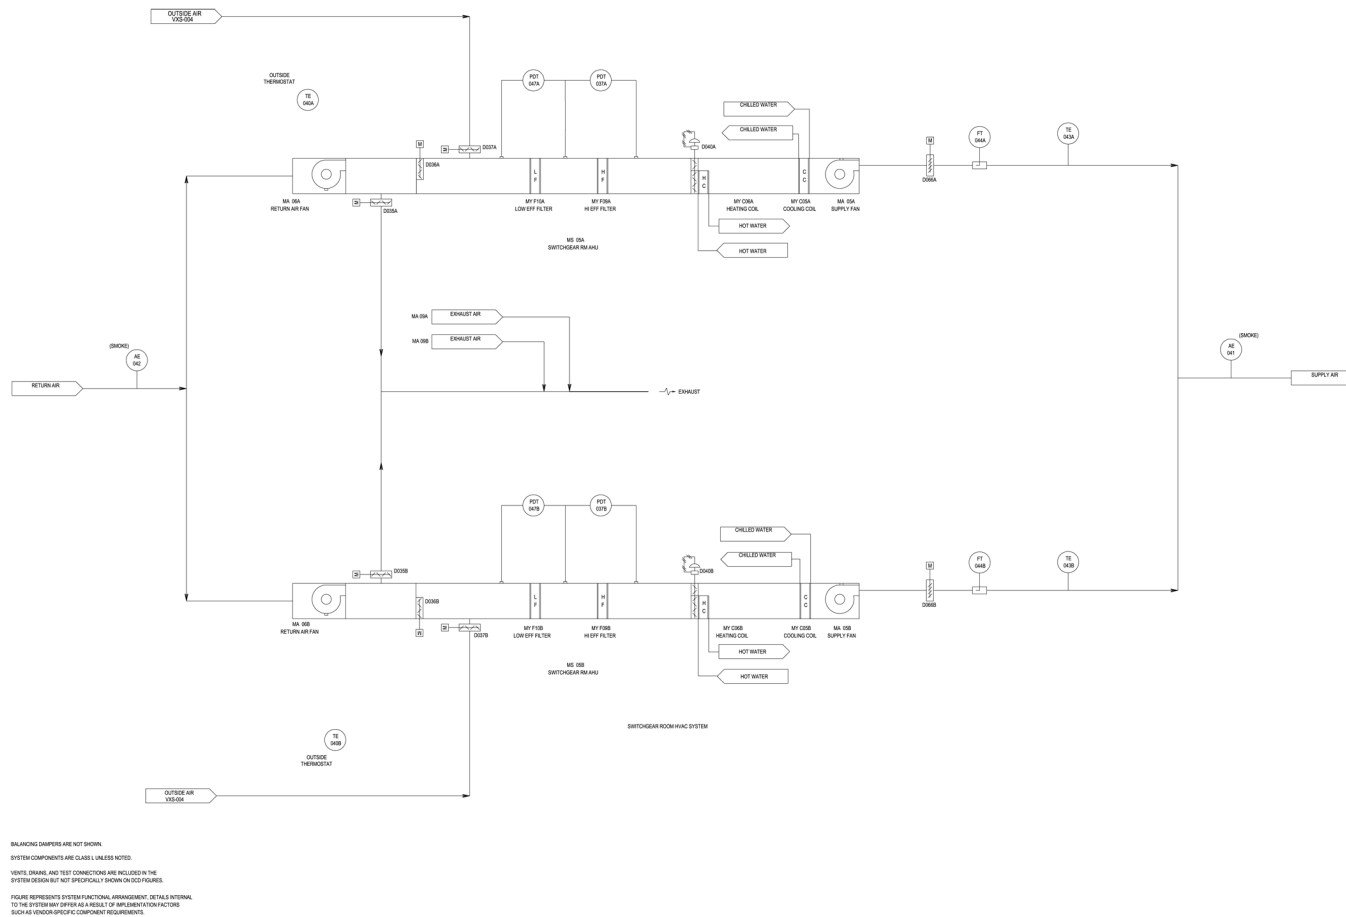 OUTSIDE AIR
VXS-004
OUTSIDE
THERMOSTAT
TE
040A
PDT
047A
PDT
037A
CHILLED WATER
CHILLED WATER
M
D037A
M
D036A
D040A
M
D066A
FT
044A
TE
043A
L
F
H
F
H
C
C
C
M
D035A
MA 06A
RETURN AIR FAN
MY F10A
LOW EFF FILTER
MY F09A
HI EFF FILTER
MY C06A
HEATING COIL
MY C05A
COOLING COIL
MA 05A
SUPPLY FAN
HOT WATER
HOT WATER
MS 05A
SWITCHGEAR RM AHU
MA 09A
EXHAUST AIR
MA 09B
EXHAUST AIR
(SMOKE)
AE
042
RETURN AIR
EXHAUST
(SMOKE)
AE
041
SUPPLY AIR
PDT
047B
PDT
037B
CHILLED WATER
CHILLED WATER
M
D035B
D040B
M
D066B
FT
044B
TE
043B
L
F
H
F
H
C
C
C
D036B
M
M
D037B
MA 06B
RETURN AIR FAN
MY F10B
LOW EFF FILTER
MY F09B
HI EFF FILTER
MY C06B
HEATING COIL
MY C05B
COOLING COIL
MA 05B
SUPPLY FAN
HOT WATER
HOT WATER
MS 05B
SWITCHGEAR RM AHU
SWITCHGEAR ROOM HVAC SYSTEM
TE
040B
OUTSIDE
THERMOSTAT
OUTSIDE AIR
VXS-004
BALANCING DAMPERS ARE NOT SHOWN.
SYSTEM COMPONENTS ARE CLASS L UNLESS NOTED.
VENTS, DRAINS, AND TEST CONNECTIONS ARE INCLUDED IN THE
SYSTEM DESIGN BUT NOT SPECIFICALLY SHOWN ON DCD FIGURES.
FIGURE REPRESENTS SYSTEM FUNCTIONAL ARRANGEMENT, DETAILS INTERNAL
TO THE SYSTEM MAY DIFFER AS A RESULT OF IMPLEMENTATION FACTORS
SUCH AS VENDOR-SPECIFIC COMPONENT REQUIREMENTS.